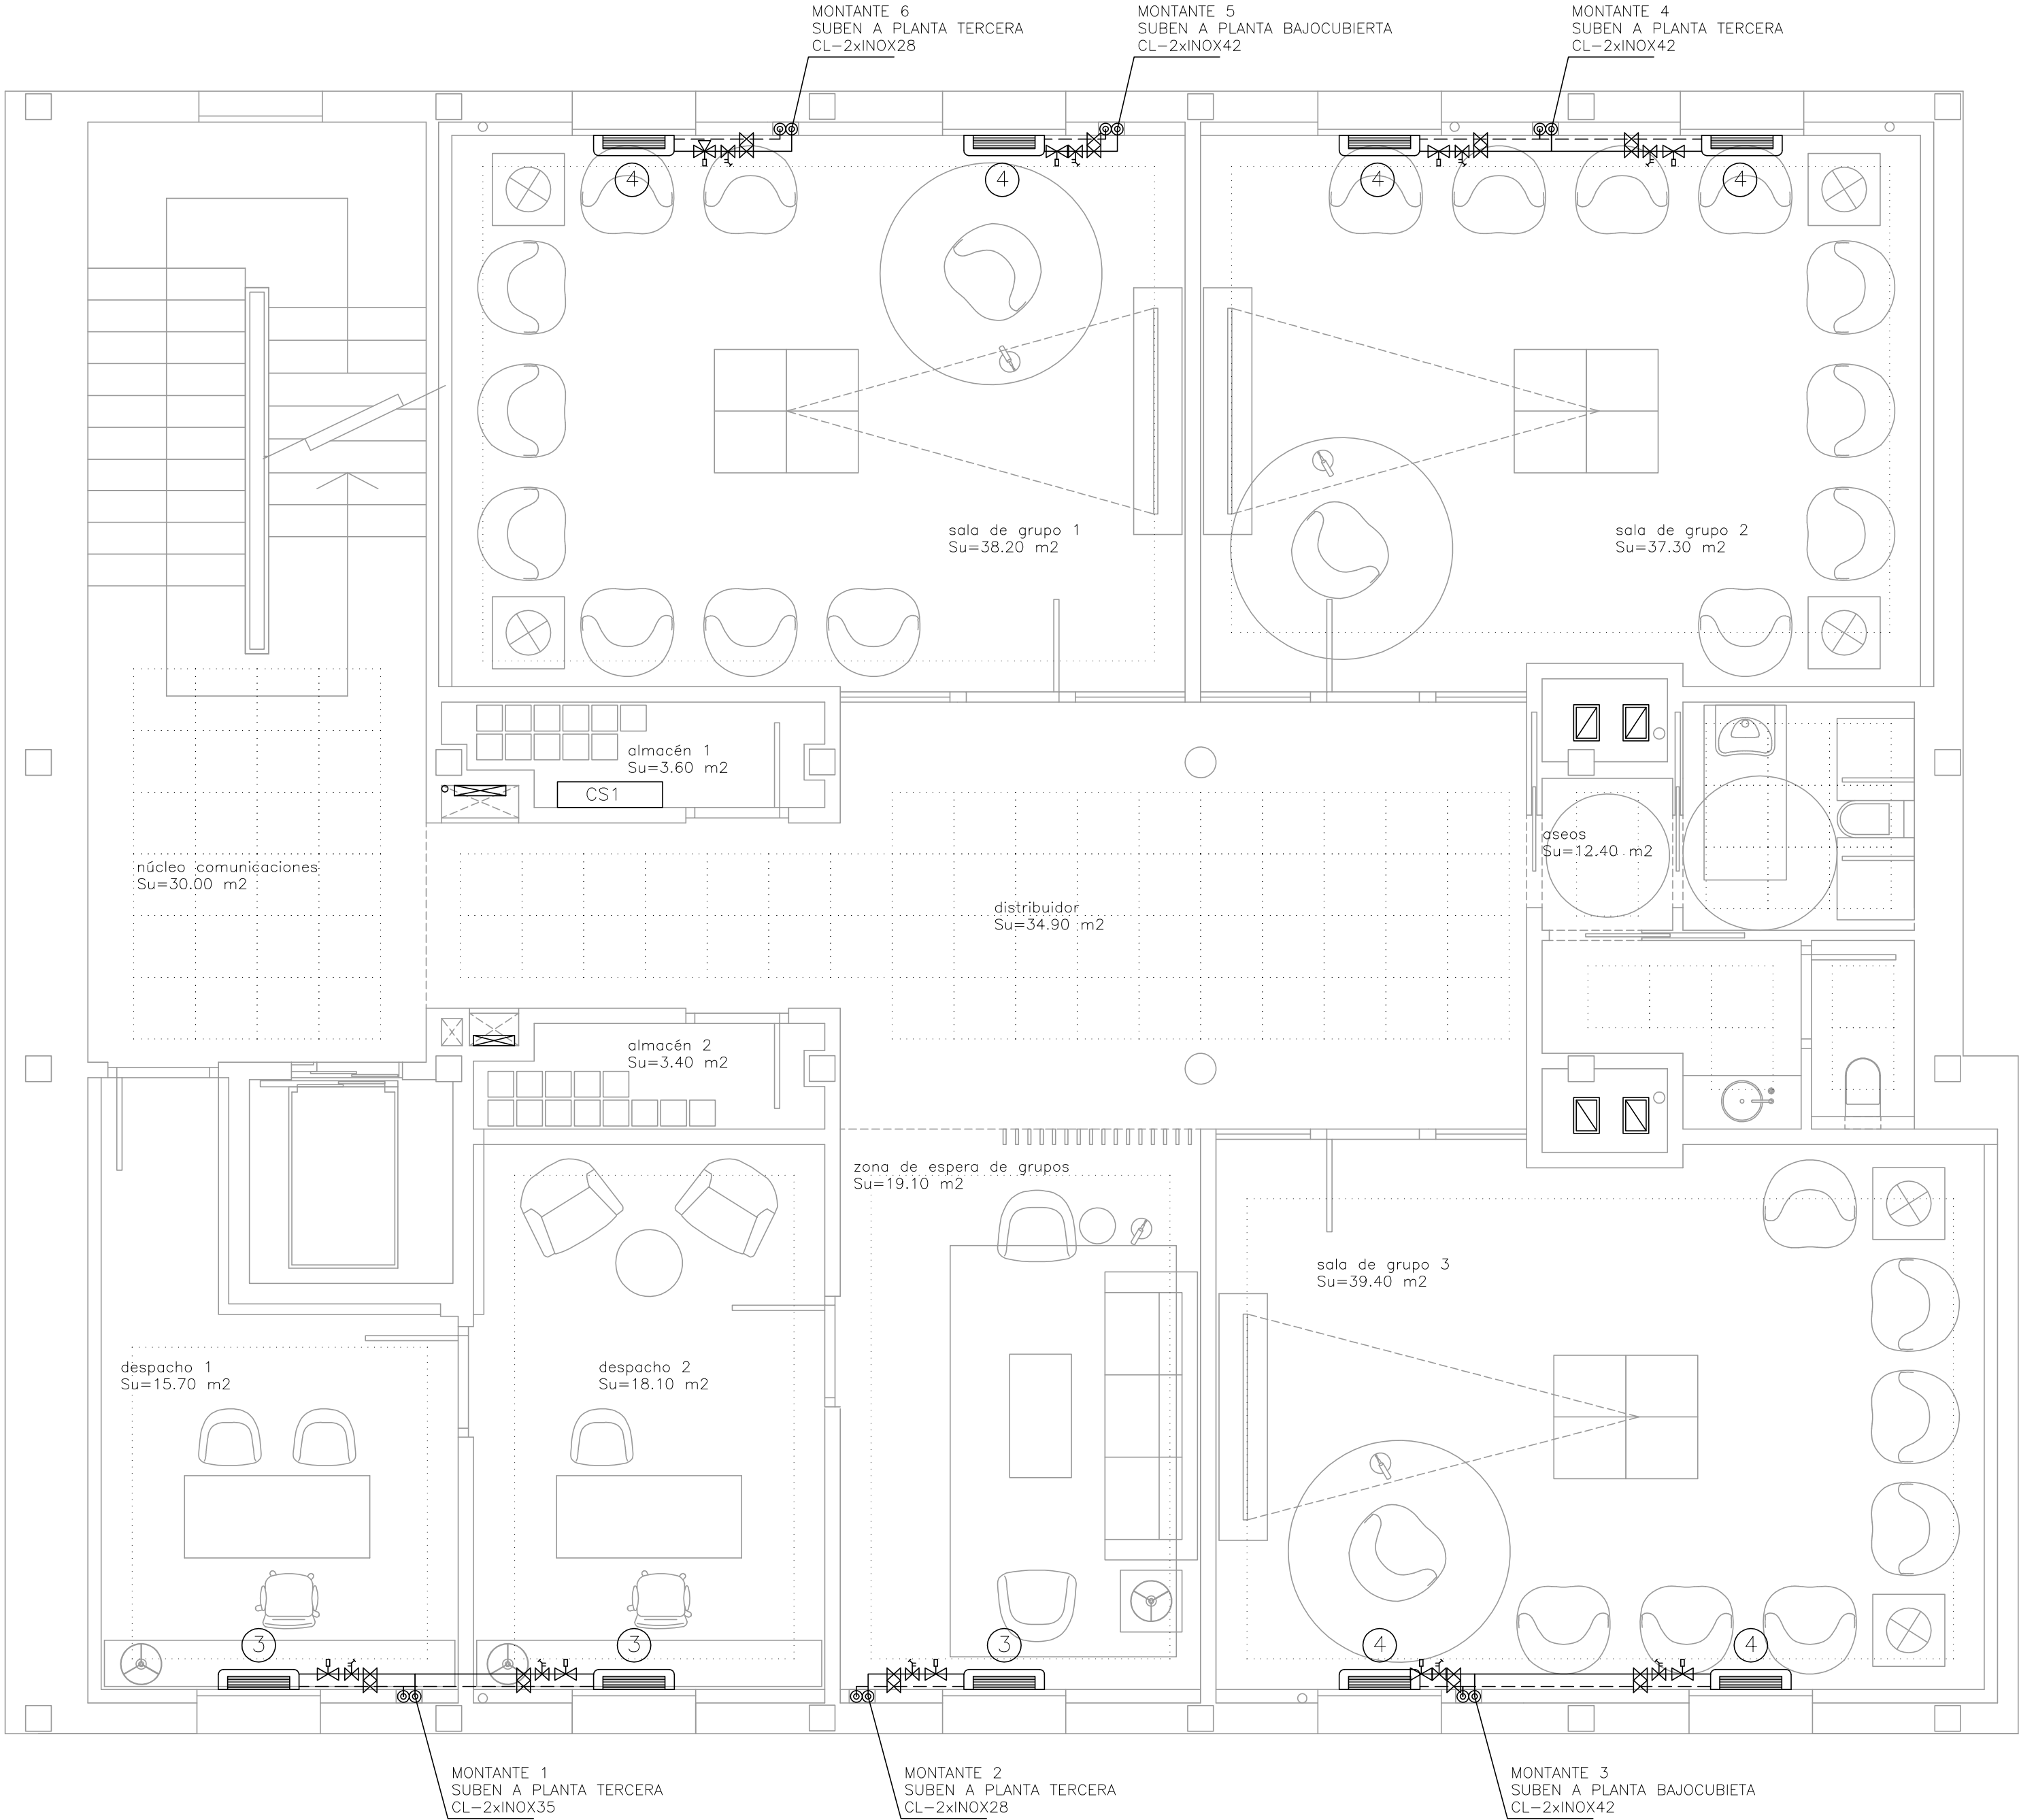 MONTANTE 6
SUBEN A PLANTA TERCERA
CL-2xINOX28
MONTANTE 5
SUBEN A PLANTA BAJOCUBIERTA
CL-2xINOX42
MONTANTE 4
SUBEN A PLANTA TERCERA
CL-2xINOX42
4
4
4
4
sala de grupo 1
Su=38.20 m2
sala de grupo 2
Su=37.30 m2
almacén 1
Su=3.60 m2
CS1
aseos
Su=12.40 m2
núcleo comunicaciones
Su=30.00 m2
distribuidor
Su=34.90 m2
almacén 2
Su=3.40 m2
zona de espera de grupos
Su=19.10 m2
sala de grupo 3
Su=39.40 m2
despacho 1
Su=15.70 m2
despacho 2
Su=18.10 m2
3
3
3
4
4
MONTANTE 1
SUBEN A PLANTA TERCERA
CL-2xINOX35
MONTANTE 2
SUBEN A PLANTA TERCERA
CL-2xINOX28
MONTANTE 3
SUBEN A PLANTA BAJOCUBIETA
CL-2xINOX42